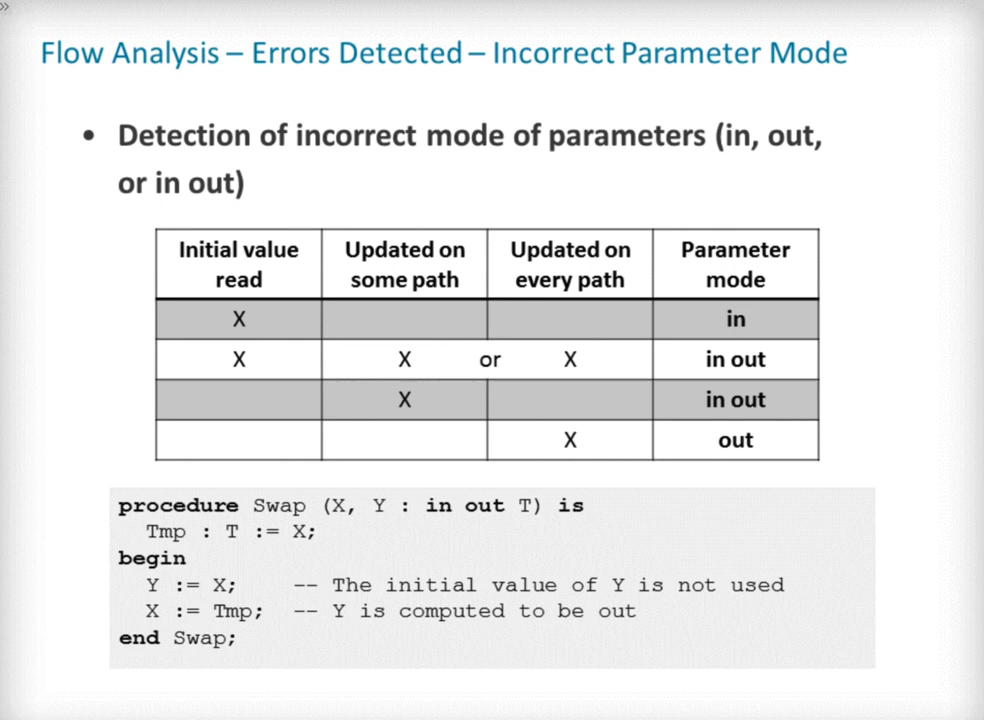 »
Flow Analysis – Errors Detected – Incorrect Parameter Mode
• Detection of incorrect mode of parameters (in, out,
or in out)
Initial value read | Updated on some path | Updated on every path | Parameter mode
X | | | in
X | X or X | in out
| X | | in out
| | X | out
procedure Swap (X, Y : in out T) is
Tmp : T := X;
begin
Y := X; -- The initial value of Y is not used
X := Tmp; -- Y is computed to be out
end Swap;